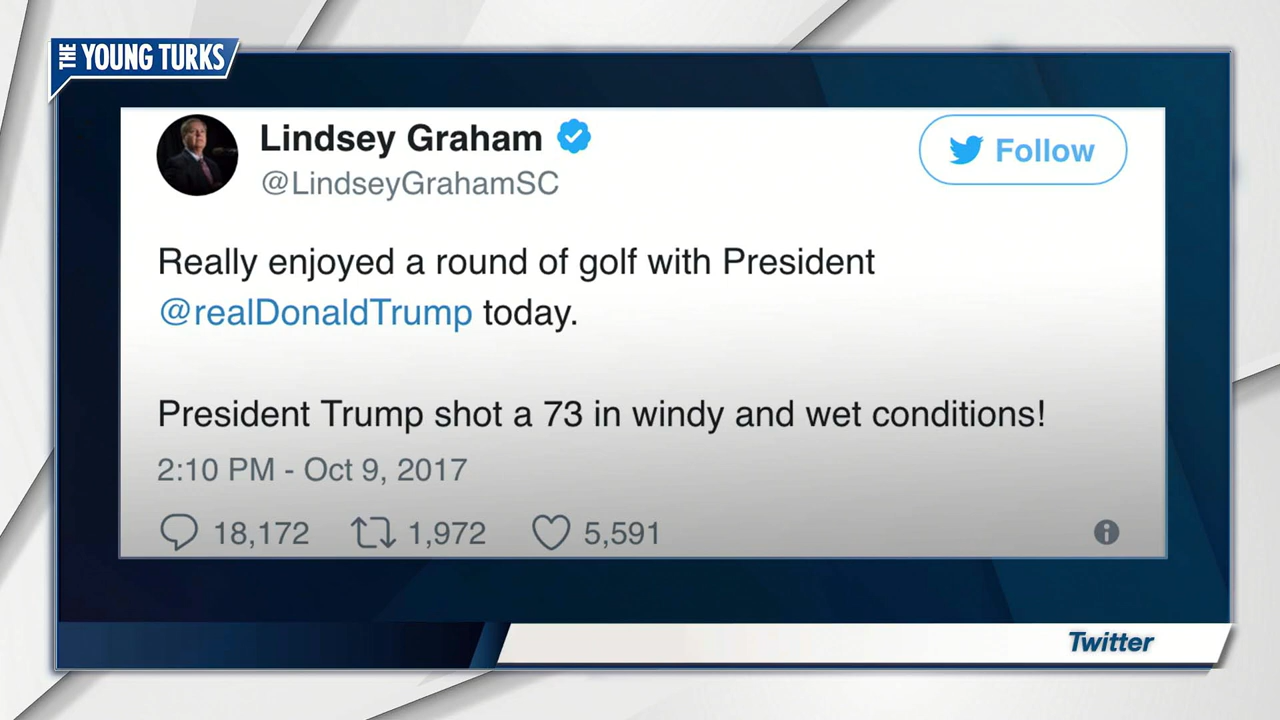 THE YOUNG TURKS
Lindsey Graham
@LindseyGrahamSC
Follow
Really enjoyed a round of golf with President
@realDonaldTrump today.
President Trump shot a 73 in windy and wet conditions!
2:10 PM - Oct 9, 2017
18,172 1,972 5,591
Twitter